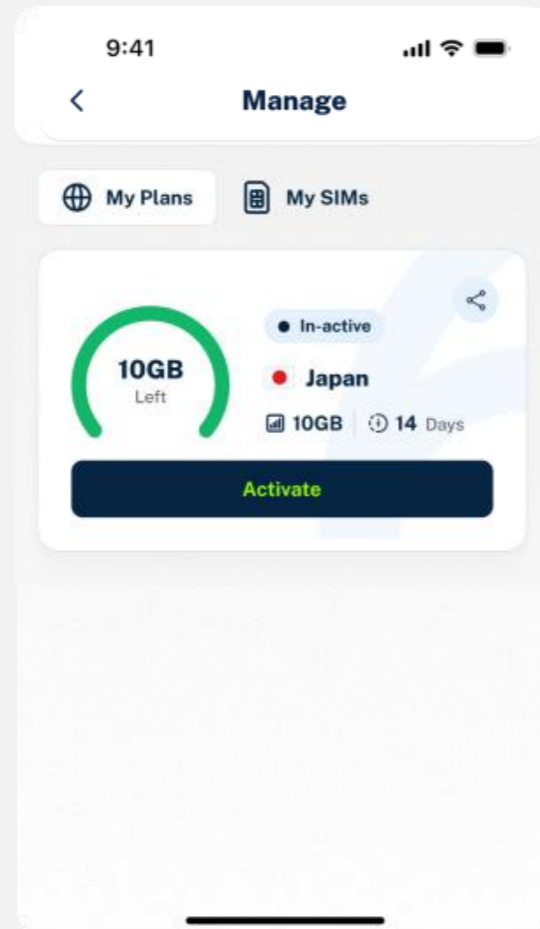 9:41
Manage
My Plans
My SIMs
In-active
10GB
Left
Japan
10GB
14 Days
Activate